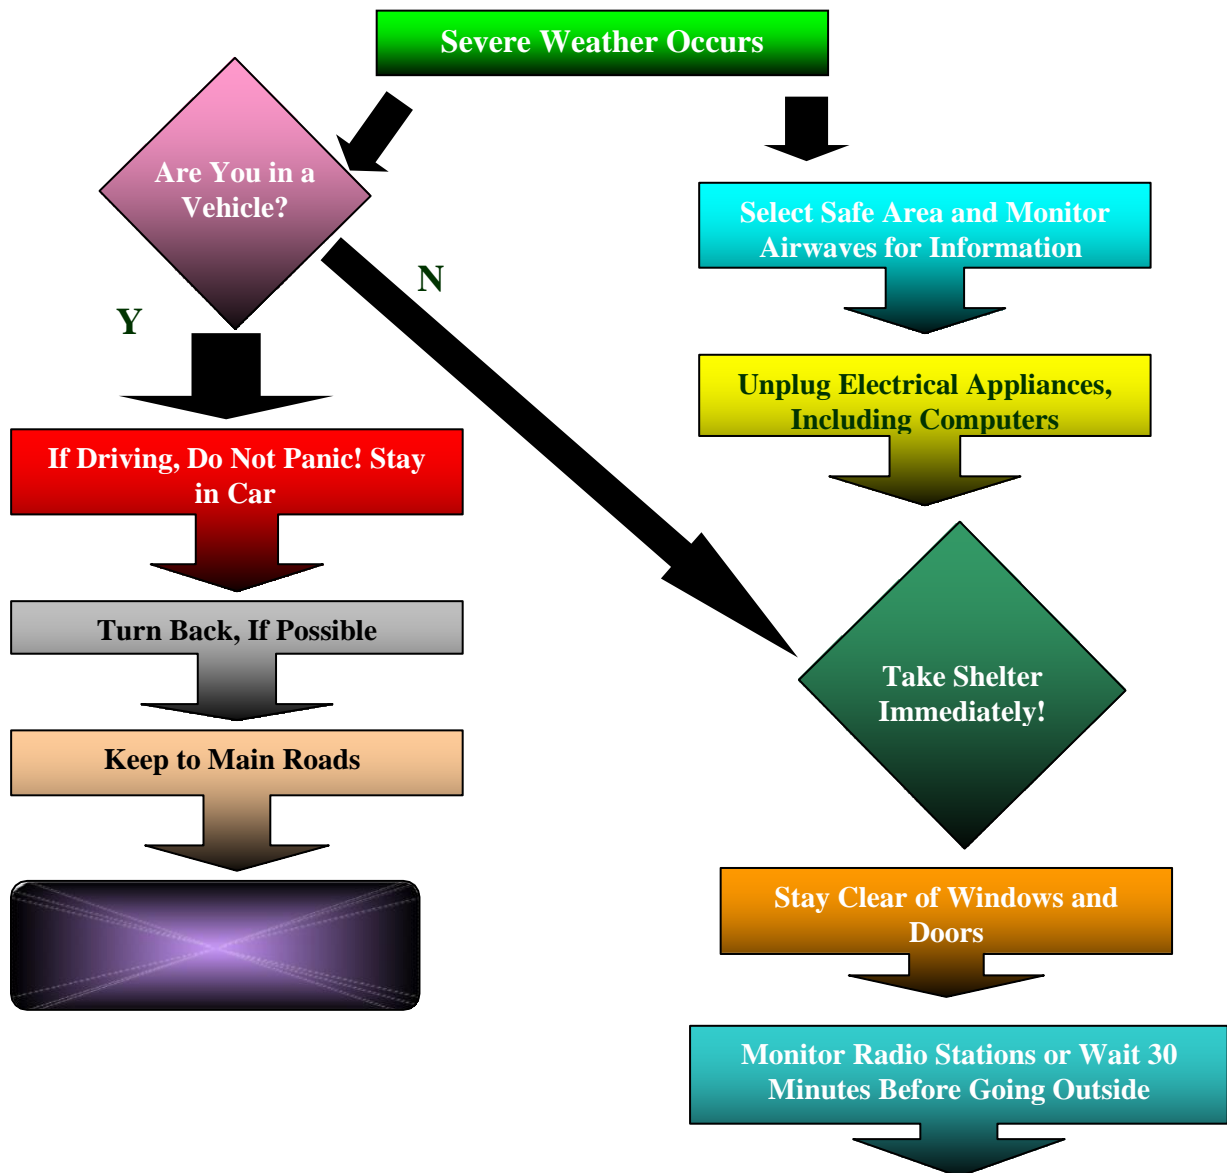 Severe Weather Occurs
Are You in a
Vehicle?
Select Safe Area and Monitor
Airwaves for Information
N
Y
Unplug Electrical Appliances,
Including Computers
If Driving, Do Not Panic! Stay
in Car
Turn Back, If Possible
Take Shelter
Immediately!
Keep to Main Roads
Stay Clear of Windows and
Doors
Monitor Radio Stations or Wait 30
Minutes Before Going Outside